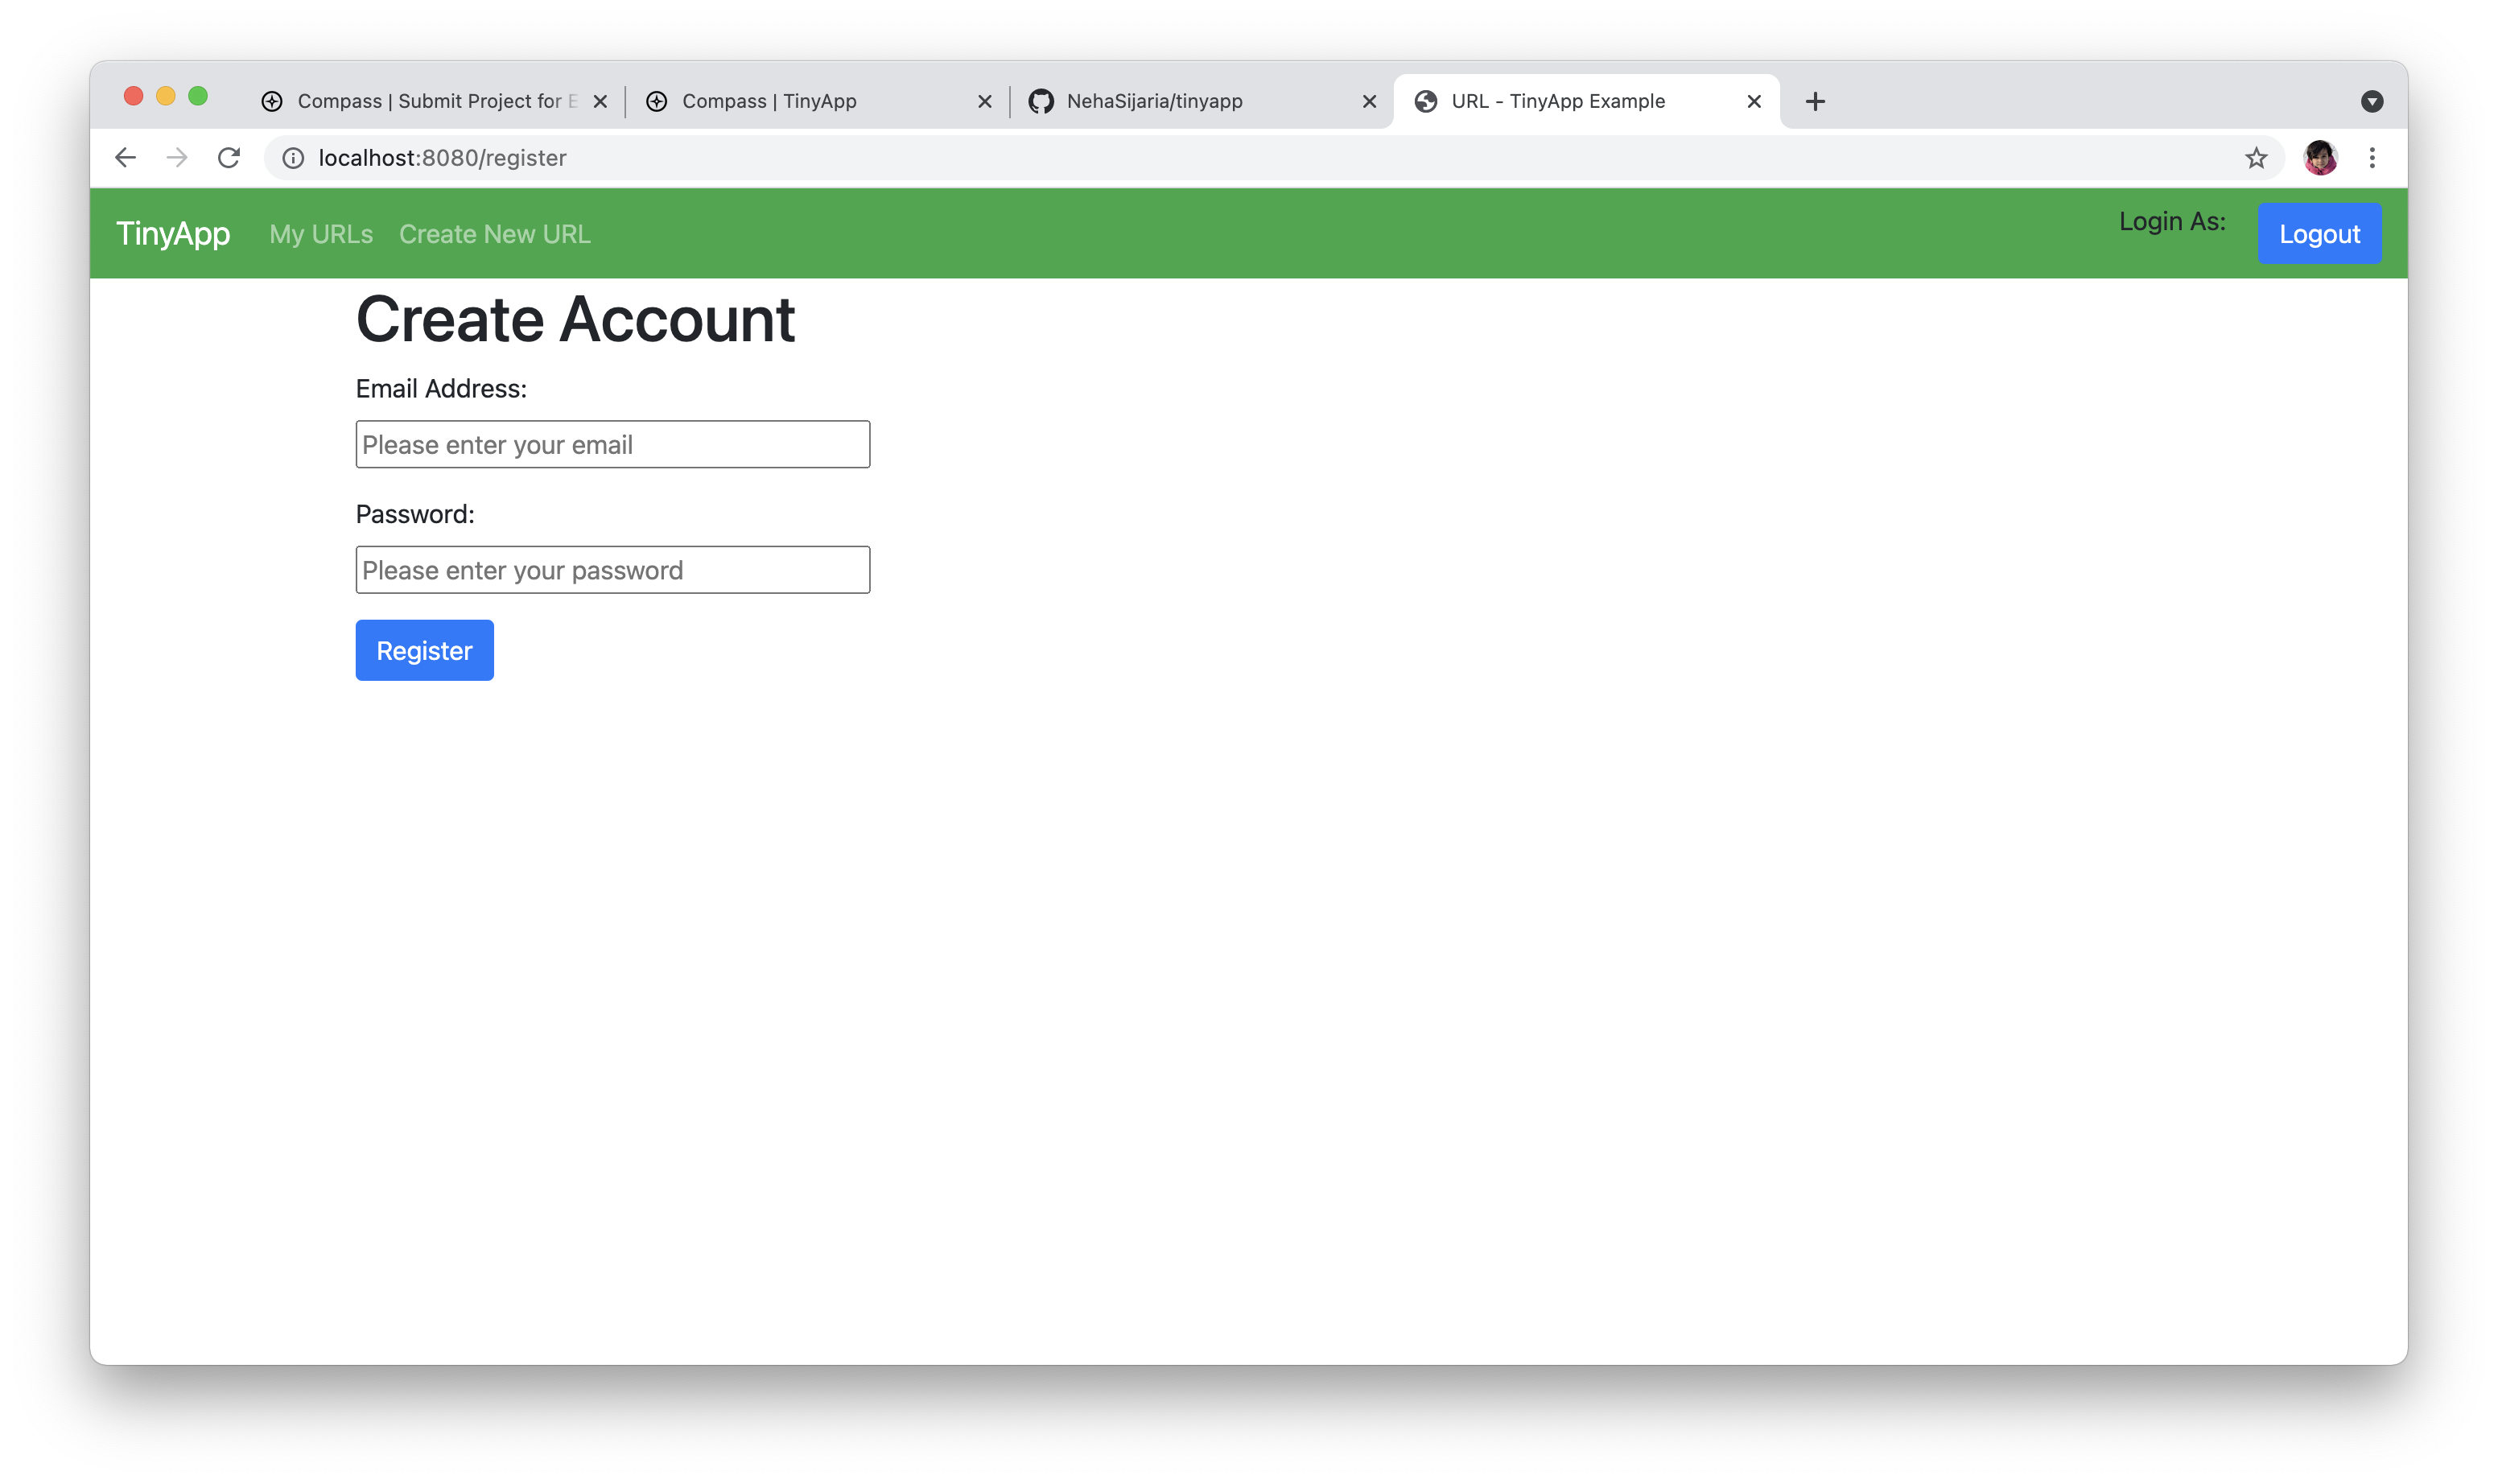 Compass | Submit Project for E
Compass | TinyApp
NehaSijaria/tinyapp
URL - TinyApp Example
localhost:8080/register
TinyApp My URLs Create New URL Login As: Logout
Create Account
Email Address:
Please enter your email
Password:
Please enter your password
Register